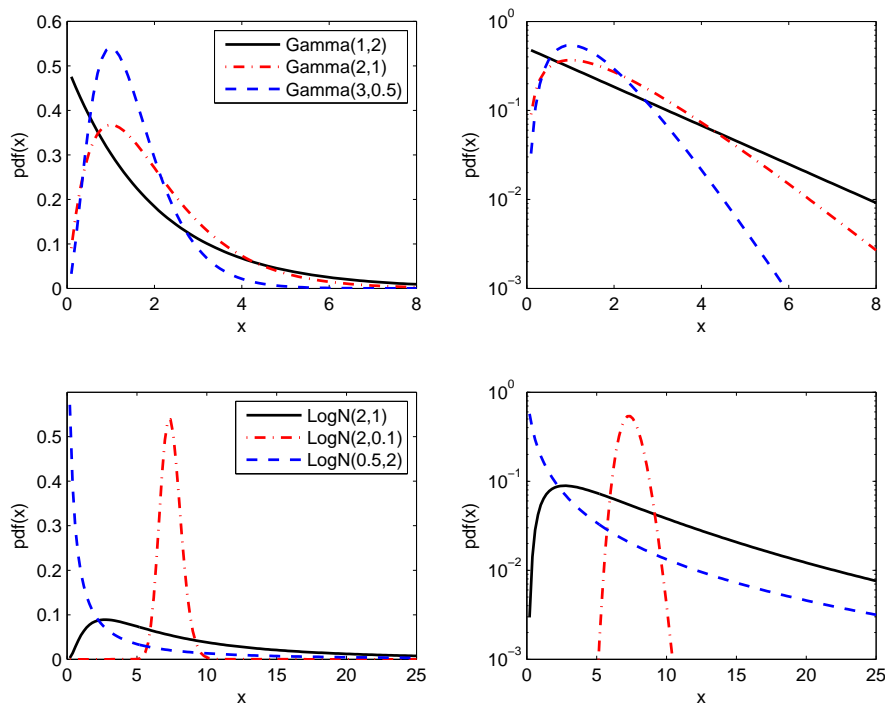 0.6
0.5
0.4
0.3
0.2
0.1
0
0 2 4 6 8
pdf(x)
x
Gamma(1,2)
Gamma(2,1)
Gamma(3,0.5)
10^0
10^−1
10^−2
10^−3
0 2 4 6 8
pdf(x)
x
0.5
0.4
0.3
0.2
0.1
0
0 5 10 15 20 25
pdf(x)
x
LogN(2,1)
LogN(2,0.1)
LogN(0.5,2)
10^0
10^−1
10^−2
10^−3
0 5 10 15 20 25
pdf(x)
x